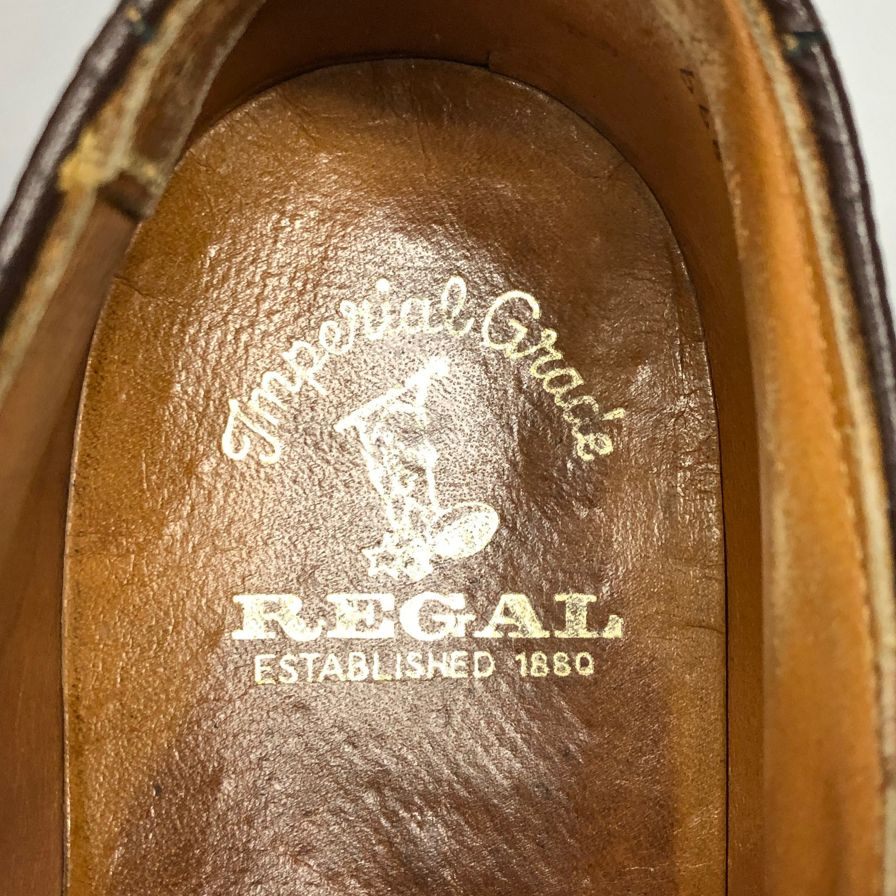 Imperial Grade
REGAL
ESTABLISHED 1880